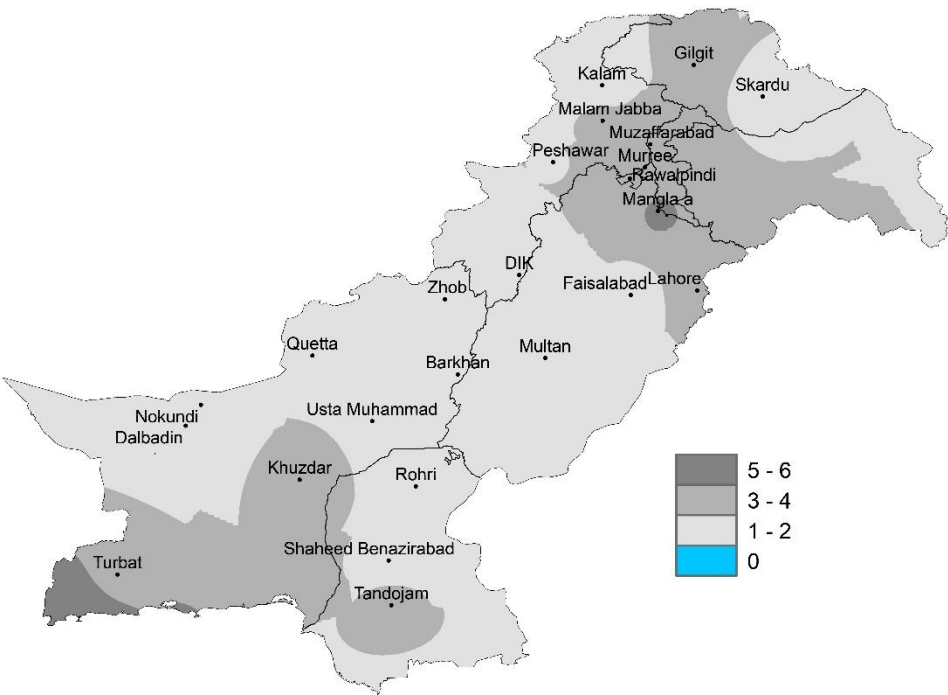 Gilgit
Kalam
Skardu
Malam Jabba
Muzaffarabad
Peshawar
Murree
Rawalpindi
Mangla a
DIK
Zhob
Faisalabad
Lahore
Quetta
Multan
Barkhan
Nokundi
Usta Muhammad
Dalbadin
Khuzdar
Rohri
5 - 6
3 - 4
1 - 2
0
Shaheed Benazirabad
Turbat
Tandojam